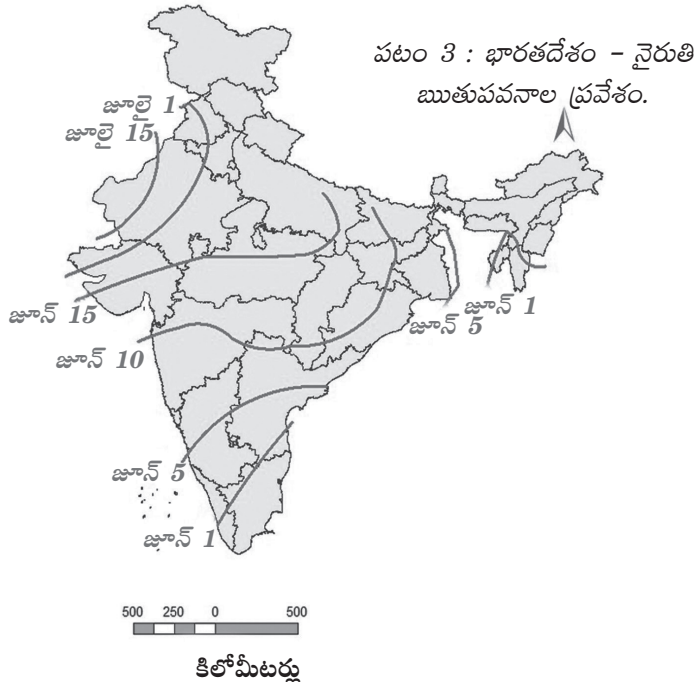 పటం 3 : భారతదేశం - నైరుతి
ఋతుపవనాల ప్రవేశం.
జూలై 1
జూలై 15
జూన్ 15
జూన్ 10
జూన్ 1
జూన్ 5
జూన్ 5
జూన్ 1
500 250 0 500
కిలోమీటర్లు